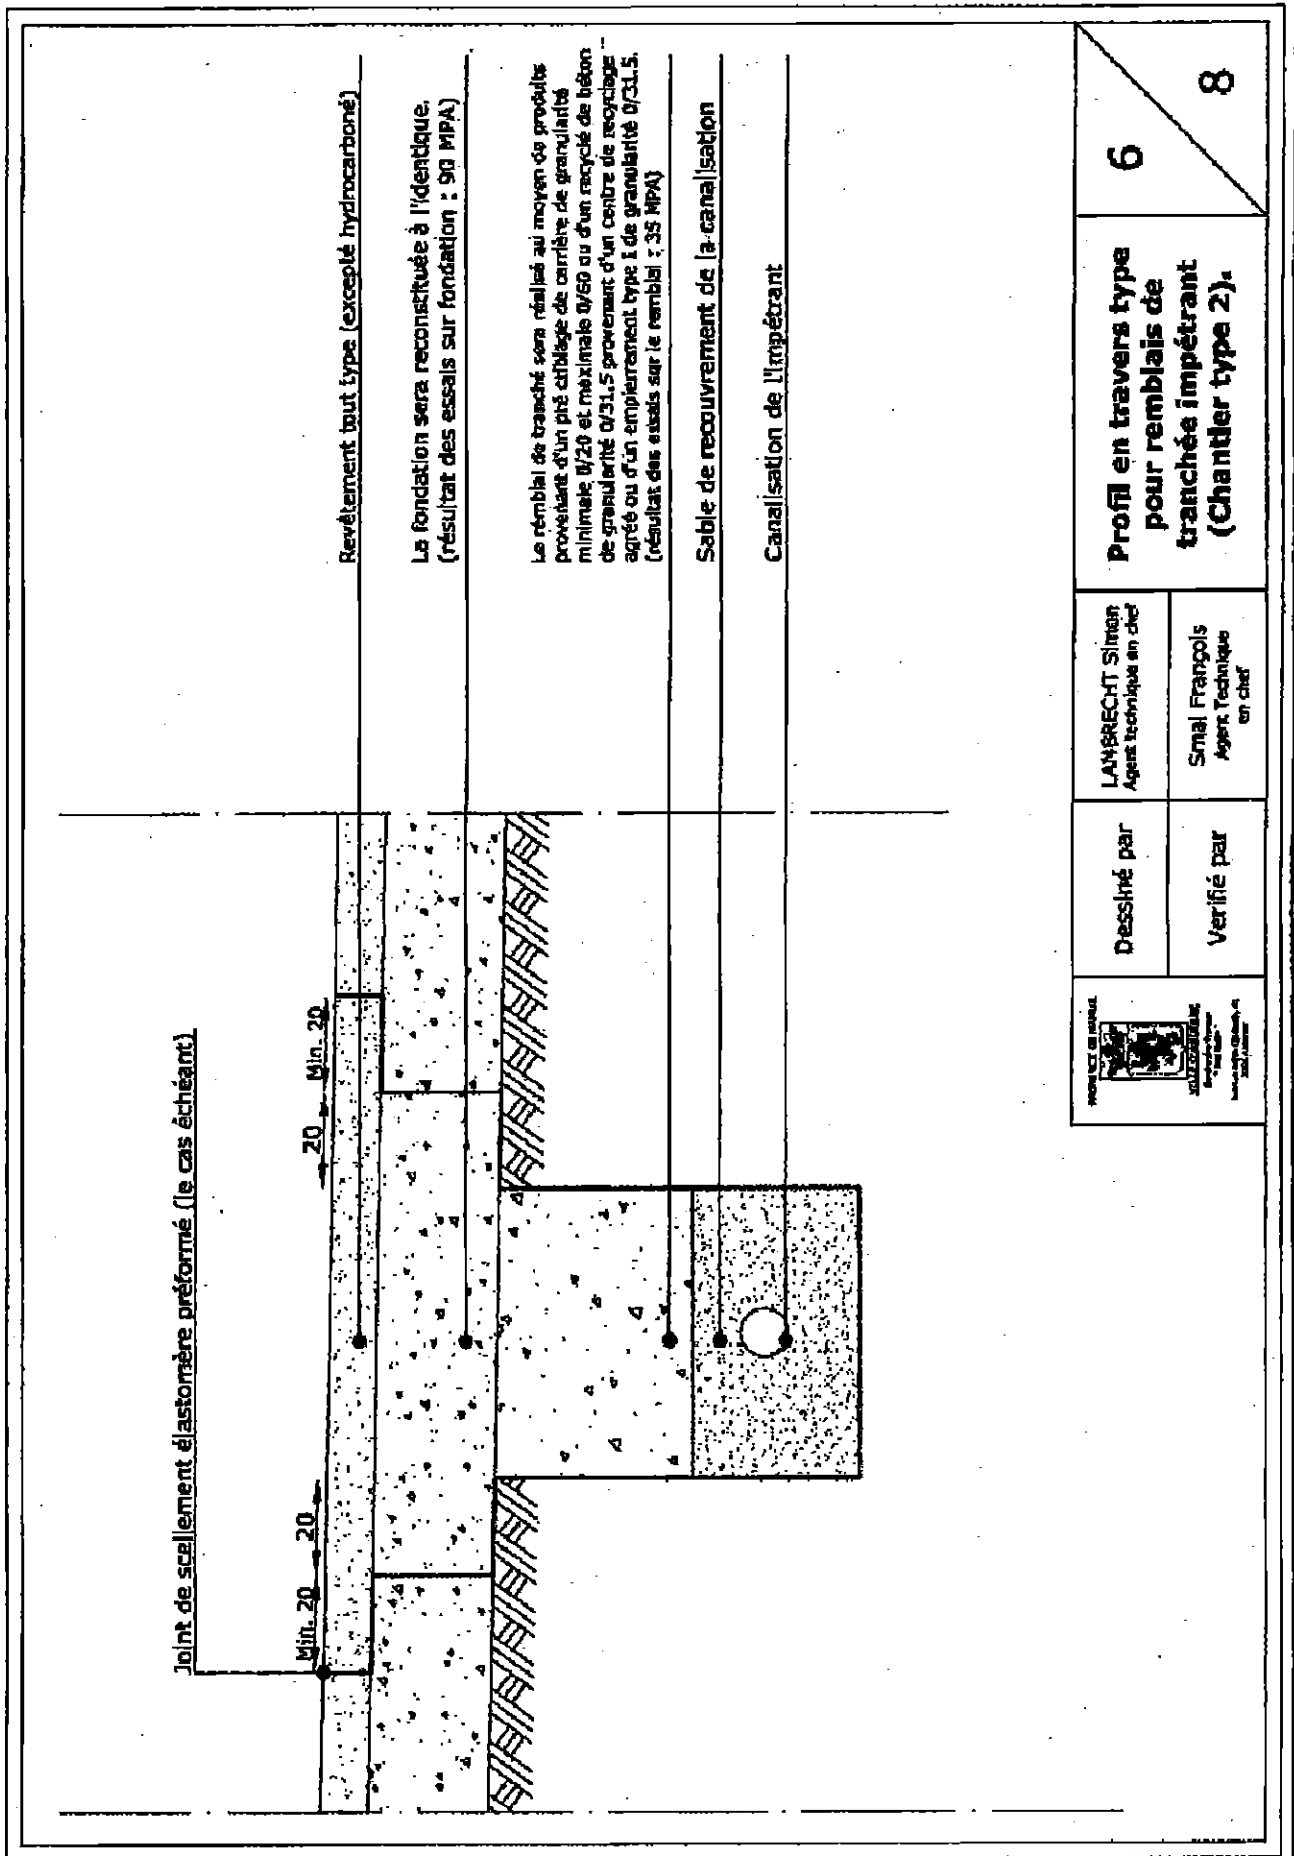 Joint de scellement élastomère préformé (le cas échéant)
Min. 20
20
20
Min. 20
Revêtement tout type (excepté hydrocarboné)
La fondation sera reconstituée à l'identique.
(résultat des essais sur fondation : 90 MPA)
Le remblai de tranché sera réalisé au moyen de produits
provenant d'un pré criblage de carrière de granularité
minimale 0/20 et maximale 0/60 ou d'un recyclé de béton
de granularité 0/31.5 provenant d'un centre de recyclage
agréé ou d'un empierrement type I de granularité 0/31.5.
(résultat des essais sur le remblai : 35 MPA)
Sable de recouvrement de la canalisation
Canalisation de l'impétrant
Dessiné par
LAMBRECHT Simon
Agent technique en chef
Verifié par
Smal François
Agent Technique
en chef
Profil en travers type
pour remblais de
tranchée impétrant
(Chantier type 2).
6
8